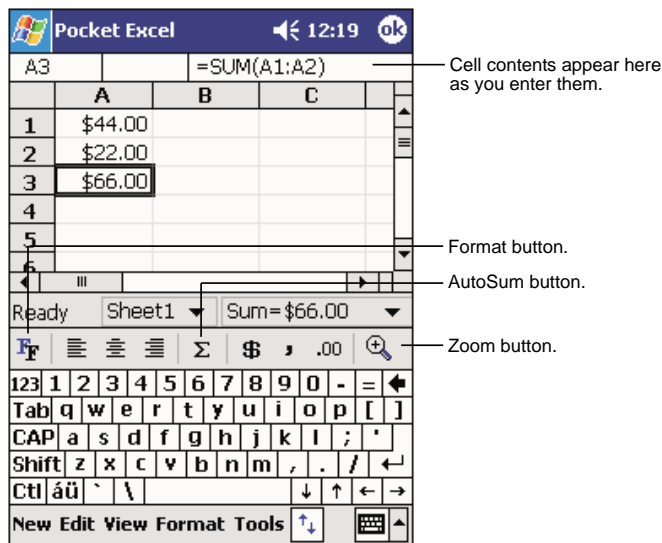 Pocket Excel 12:19 ok
A3 =SUM(A1:A2)
Cell contents appear here
as you enter them.
A B C
1 $44.00
2 $22.00
3 $66.00
4
5
Format button.
6
AutoSum button.
Ready Sheet1 Sum=$66.00
FF Σ $ , .00
Zoom button.
123 1 2 3 4 5 6 7 8 9 0 - =
Tab q w e r t y u i o p [ ]
CAP a s d f g h j k l ; '
Shift z x c v b n m , . /
Ctl áü ` \ ↓ ↑ ← →
New Edit View Format Tools